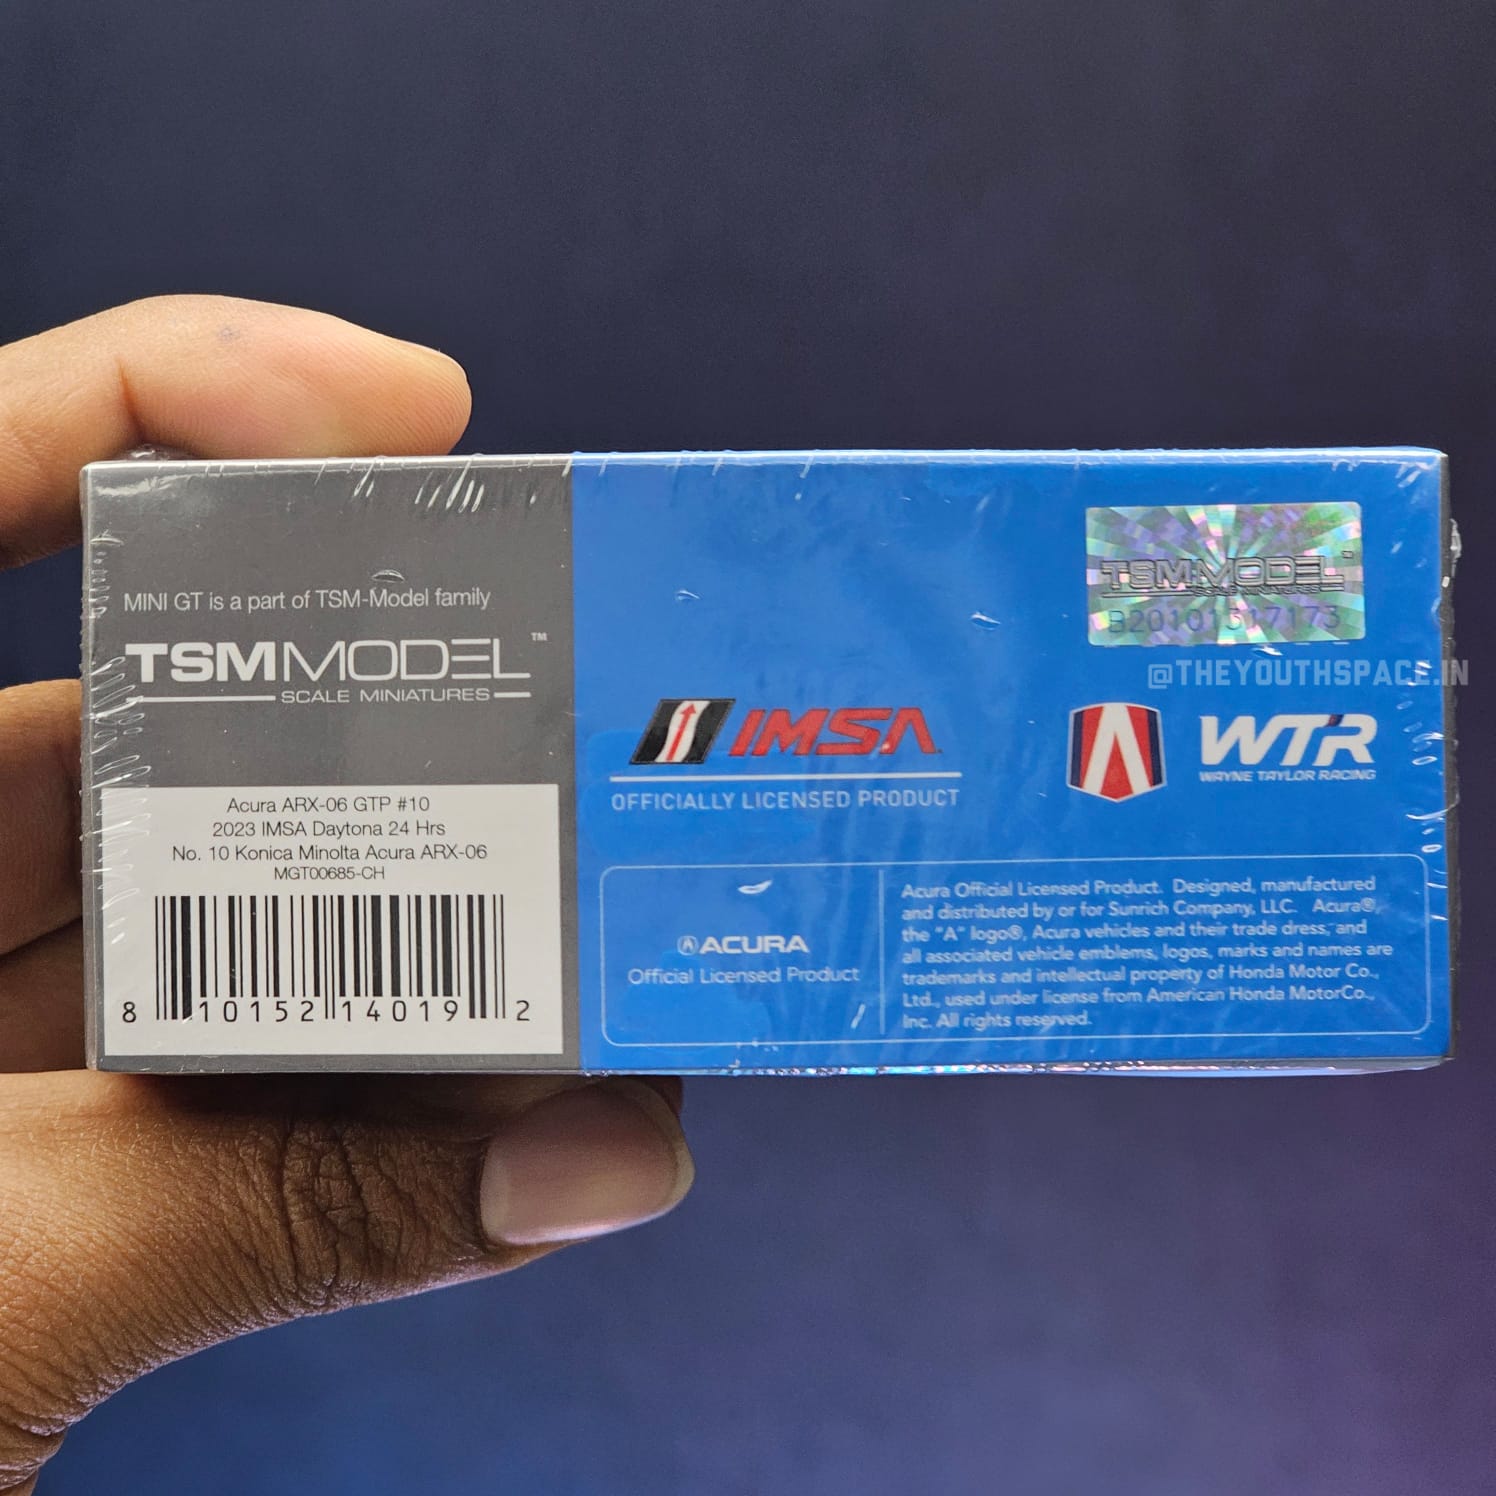 MINI GT is a part of TSM-Model family
TSMMODEL™
SCALE MINIATURES
Acura ARX-06 GTP #10
2023 IMSA Daytona 24 Hrs
No. 10 Konica Minolta Acura ARX-06
MGT00685-CH
8 10152 14019 2
TSMMODEL™
SCALE MINIATURES
B20101517173
@THEYOUTHSPACE.IN
IMSA
OFFICIALLY LICENSED PRODUCT
WTR
WAYNE TAYLOR RACING
ACURA
Official Licensed Product
Acura Official Licensed Product. Designed, manufactured
and distributed by or for Sunrich Company, LLC. Acura®,
the "A" logo®, Acura vehicles and their trade dress, and
all associated vehicle emblems, logos, marks and names are
trademarks and intellectual property of Honda Motor Co.,
Ltd., used under license from American Honda MotorCo.,
Inc. All rights reserved.